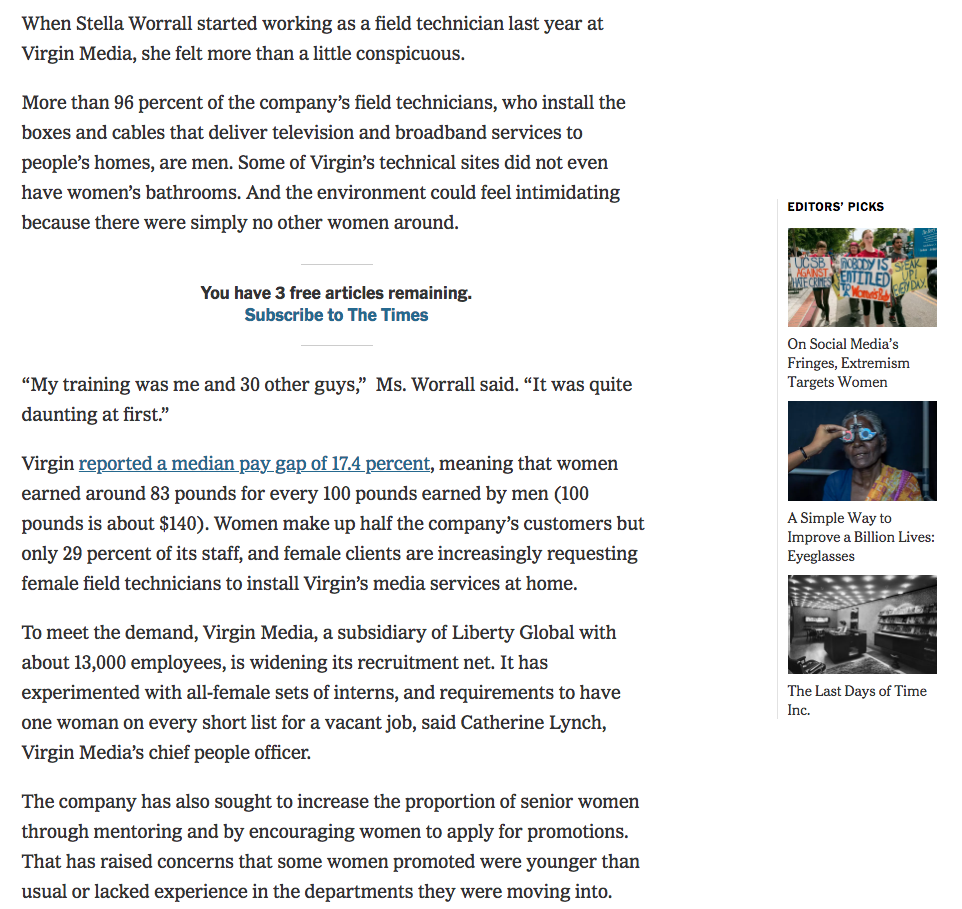 When Stella Worrall started working as a field technician last year at
Virgin Media, she felt more than a little conspicuous.
More than 96 percent of the company’s field technicians, who install the
boxes and cables that deliver television and broadband services to
people’s homes, are men. Some of Virgin’s technical sites did not even
have women’s bathrooms. And the environment could feel intimidating
because there were simply no other women around.
You have 3 free articles remaining.
Subscribe to The Times
“My training was me and 30 other guys,” Ms. Worrall said. “It was quite
daunting at first.”
Virgin reported a median pay gap of 17.4 percent, meaning that women
earned around 83 pounds for every 100 pounds earned by men (100
pounds is about $140). Women make up half the company’s customers but
only 29 percent of its staff, and female clients are increasingly requesting
female field technicians to install Virgin’s media services at home.
To meet the demand, Virgin Media, a subsidiary of Liberty Global with
about 13,000 employees, is widening its recruitment net. It has
experimented with all-female sets of interns, and requirements to have
one woman on every short list for a vacant job, said Catherine Lynch,
Virgin Media’s chief people officer.
The company has also sought to increase the proportion of senior women
through mentoring and by encouraging women to apply for promotions.
That has raised concerns that some women promoted were younger than
usual or lacked experience in the departments they were moving into.
EDITORS’ PICKS
UCSB
AGAINST
HATE CRIMES
NOBODY IS
ENTITLED
SPEAK
UP!
On Social Media’s
Fringes, Extremism
Targets Women
A Simple Way to
Improve a Billion Lives:
Eyeglasses
The Last Days of Time
Inc.